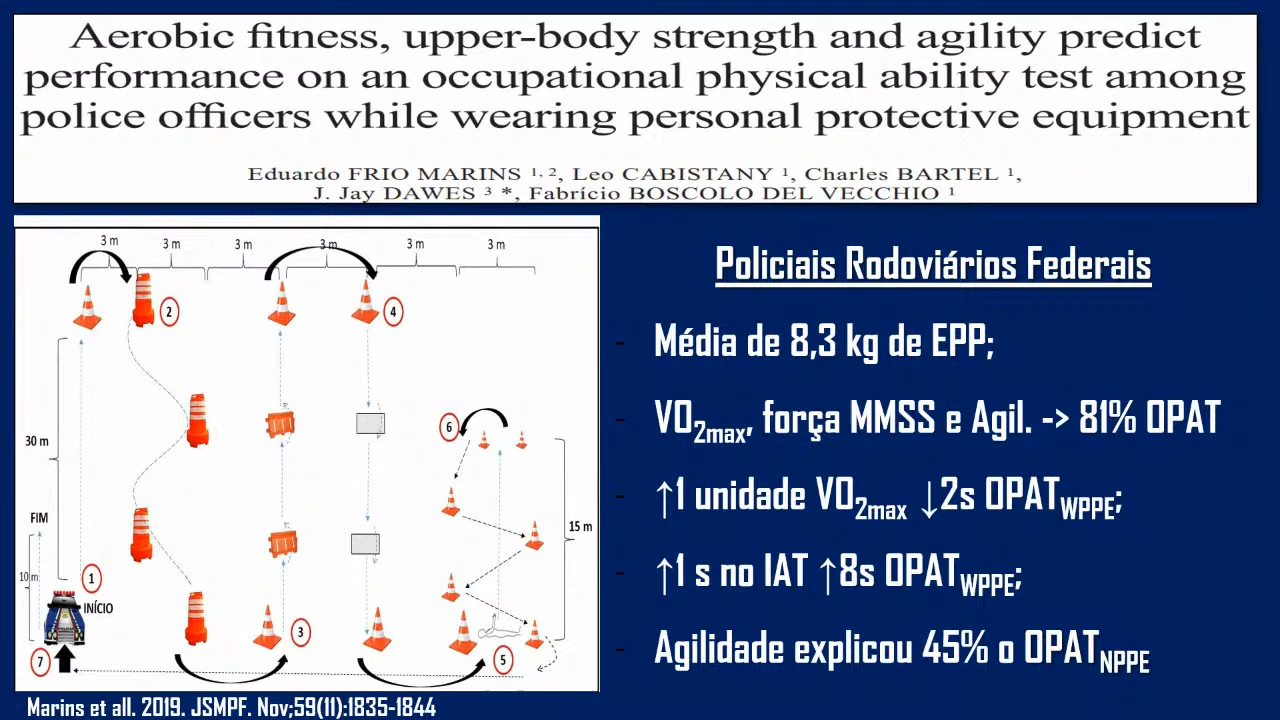 Aerobic fitness, upper-body strength and agility predict
performance on an occupational physical ability test among
police officers while wearing personal protective equipment
Eduardo FRIO MARINS 1, 2, Leo CABISTANY 1, Charles BARTEL 1,
J. Jay DAWES 3 *, Fabrício BOSCOLO DEL VECCHIO 1
3 m 3 m 3 m 3 m 3 m 3 m
2
4
6
30 m
15 m
FIM
10 m
1
INÍCIO
3
5
7
Marins et all. 2019. JSMPF. Nov;59(11):1835-1844
Policiais Rodoviários Federais
- Média de 8,3 kg de EPP;
- VO2max, força MMSS e Agil. -> 81% OPAT
- ↑1 unidade VO2max ↓2s OPATWPPE;
- ↑1 s no IAT ↑8s OPATWPPE;
- Agilidade explicou 45% o OPATNPPE